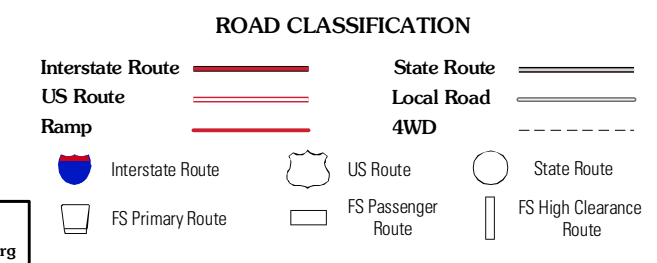 ROAD CLASSIFICATION
Interstate Route
State Route
US Route
Local Road
Ramp
4WD
Interstate Route
US Route
State Route
FS Primary Route
FS Passenger
Route
FS High Clearance
Route
rg